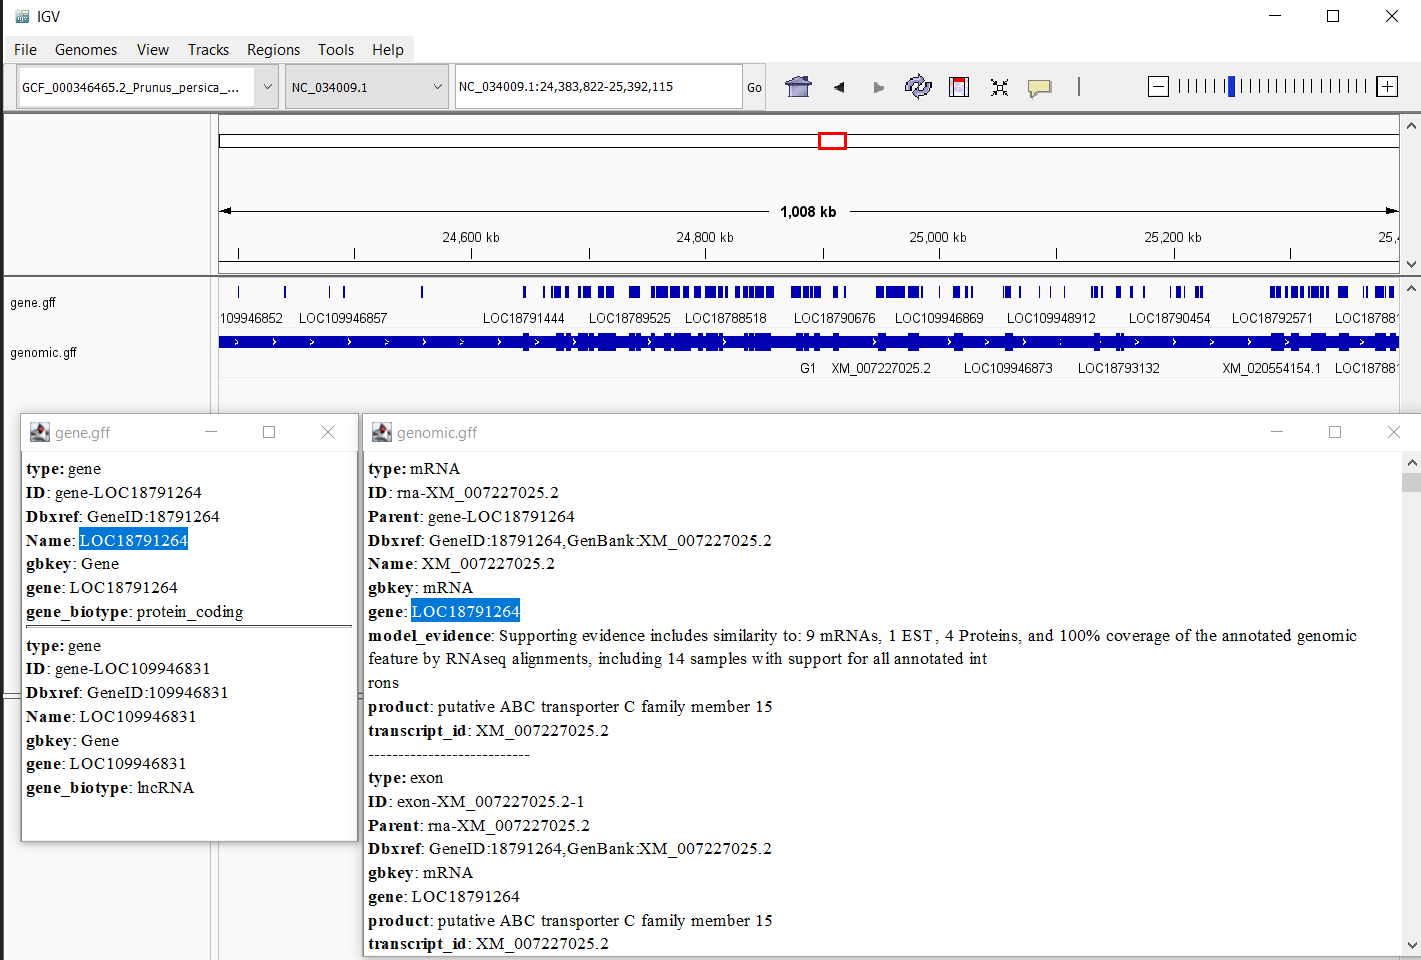 IGV
File Genomes View Tracks Regions Tools Help
GCF_000346465.2_Prunus_persica_... NC_034009.1 NC_034009.1:24,383,822-25,392,115 Go
1,008 kb
24,600 kb 24,800 kb 25,000 kb 25,200 kb 25,4
gene.gff
109946852 LOC109946857 LOC18791444 LOC18789525 LOC18788518 LOC18790676 LOC109946869 LOC109948912 LOC18790454 LOC18792571 LOC187881
genomic.gff
G1 XM_007227025.2 LOC109946873 LOC18793132 XM_020554154.1 LOC187881
gene.gff
type: gene
ID: gene-LOC18791264
Dbxref: GeneID:18791264
Name: LOC18791264
gbkey: Gene
gene: LOC18791264
gene_biotype: protein_coding
type: gene
ID: gene-LOC109946831
Dbxref: GeneID:109946831
Name: LOC109946831
gbkey: Gene
gene: LOC109946831
gene_biotype: lncRNA
genomic.gff
type: mRNA
ID: rna-XM_007227025.2
Parent: gene-LOC18791264
Dbxref: GeneID:18791264,GenBank:XM_007227025.2
Name: XM_007227025.2
gbkey: mRNA
gene: LOC18791264
model_evidence: Supporting evidence includes similarity to: 9 mRNAs, 1 EST , 4 Proteins, and 100% coverage of the annotated genomic
feature by RNAseq alignments, including 14 samples with support for all annotated int
rons
product: putative ABC transporter C family member 15
transcript_id: XM_007227025.2
---------------------------
type: exon
ID: exon-XM_007227025.2-1
Parent: rna-XM_007227025.2
Dbxref: GeneID:18791264,GenBank:XM_007227025.2
gbkey: mRNA
gene: LOC18791264
product: putative ABC transporter C family member 15
transcript_id: XM_007227025.2